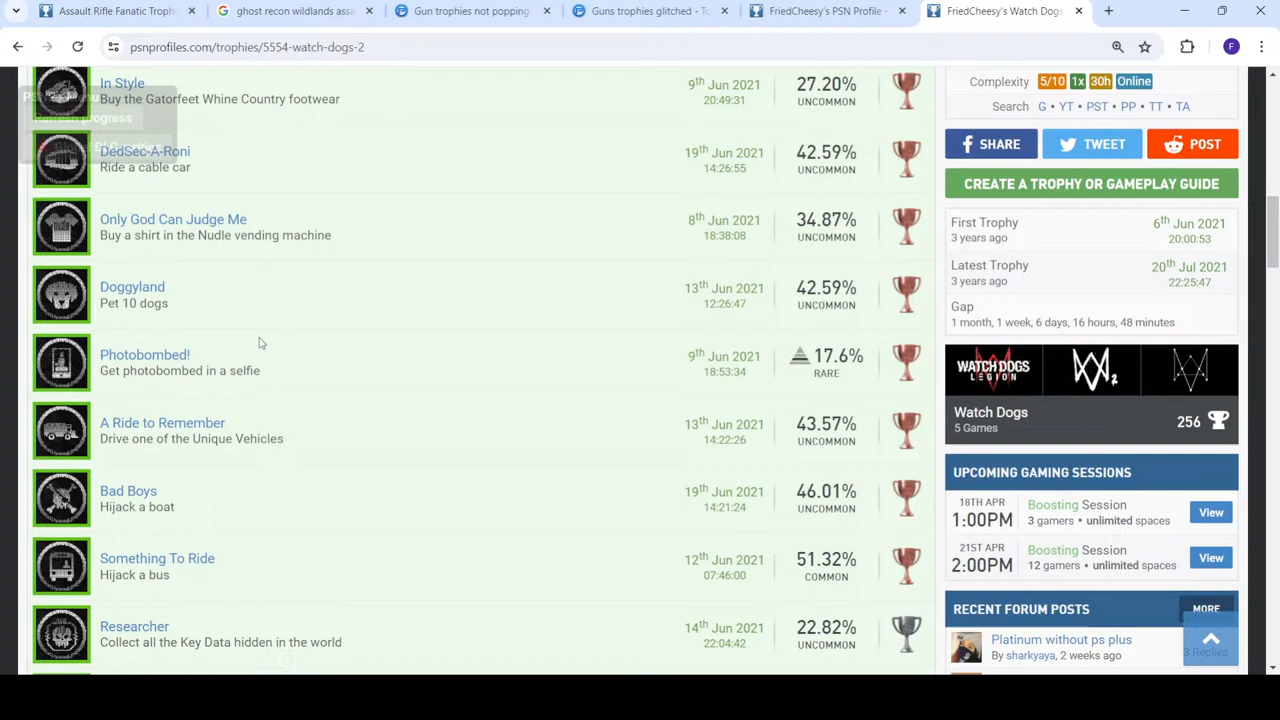 Assault Rifle Fanatic Trophy
ghost recon wildlands assa
Gun trophies not popping
Guns trophies glitched - To
FriedCheesy's PSN Profile -
FriedCheesy's Watch Dogs
psnprofiles.com/trophies/5554-watch-dogs-2
F
In Style
Buy the Gatorfeet Whine Country footwear
9th Jun 2021
20:49:31
27.20%
UNCOMMON
Refresh progress
DedSec-A-Roni
Ride a cable car
19th Jun 2021
14:26:55
42.59%
UNCOMMON
Only God Can Judge Me
Buy a shirt in the Nudle vending machine
8th Jun 2021
18:38:08
34.87%
UNCOMMON
Doggyland
Pet 10 dogs
13th Jun 2021
12:26:47
42.59%
UNCOMMON
Photobombed!
Get photobombed in a selfie
9th Jun 2021
18:53:34
17.6%
RARE
A Ride to Remember
Drive one of the Unique Vehicles
13th Jun 2021
14:22:26
43.57%
UNCOMMON
Bad Boys
Hijack a boat
19th Jun 2021
14:21:24
46.01%
UNCOMMON
Something To Ride
Hijack a bus
12th Jun 2021
07:46:00
51.32%
COMMON
Researcher
Collect all the Key Data hidden in the world
14th Jun 2021
22:04:42
22.82%
UNCOMMON
Complexity 5/10 1x 30h Online
Search G • YT • PST • PP • TT • TA
SHARE TWEET POST
CREATE A TROPHY OR GAMEPLAY GUIDE
First Trophy
3 years ago
6th Jun 2021
20:00:53
Latest Trophy
3 years ago
20th Jul 2021
22:25:47
Gap
1 month, 1 week, 6 days, 16 hours, 48 minutes
WATCH DOGS
LEGION
Watch Dogs
5 Games
256
UPCOMING GAMING SESSIONS
18TH APR
1:00PM
Boosting Session
3 gamers • unlimited spaces
View
21ST APR
2:00PM
Boosting Session
12 gamers • unlimited spaces
View
RECENT FORUM POSTS
MORE
Platinum without ps plus
By sharkyaya, 2 weeks ago
3 Replies